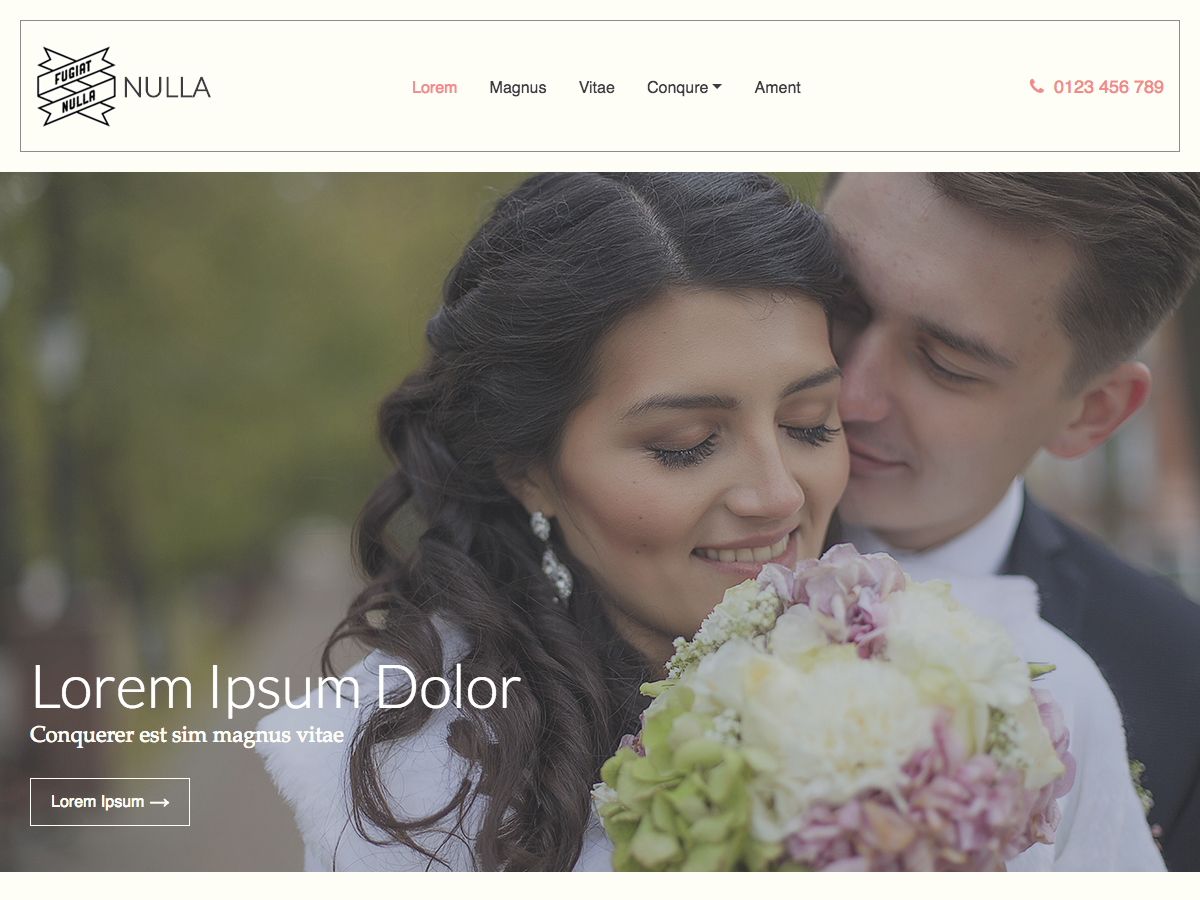 FUGIAT
NULLA
NULLA
Lorem Magnus Vitae Conqure Ament
0123 456 789
Lorem Ipsum Dolor
Conquerer est sim magnus vitae
Lorem Ipsum →